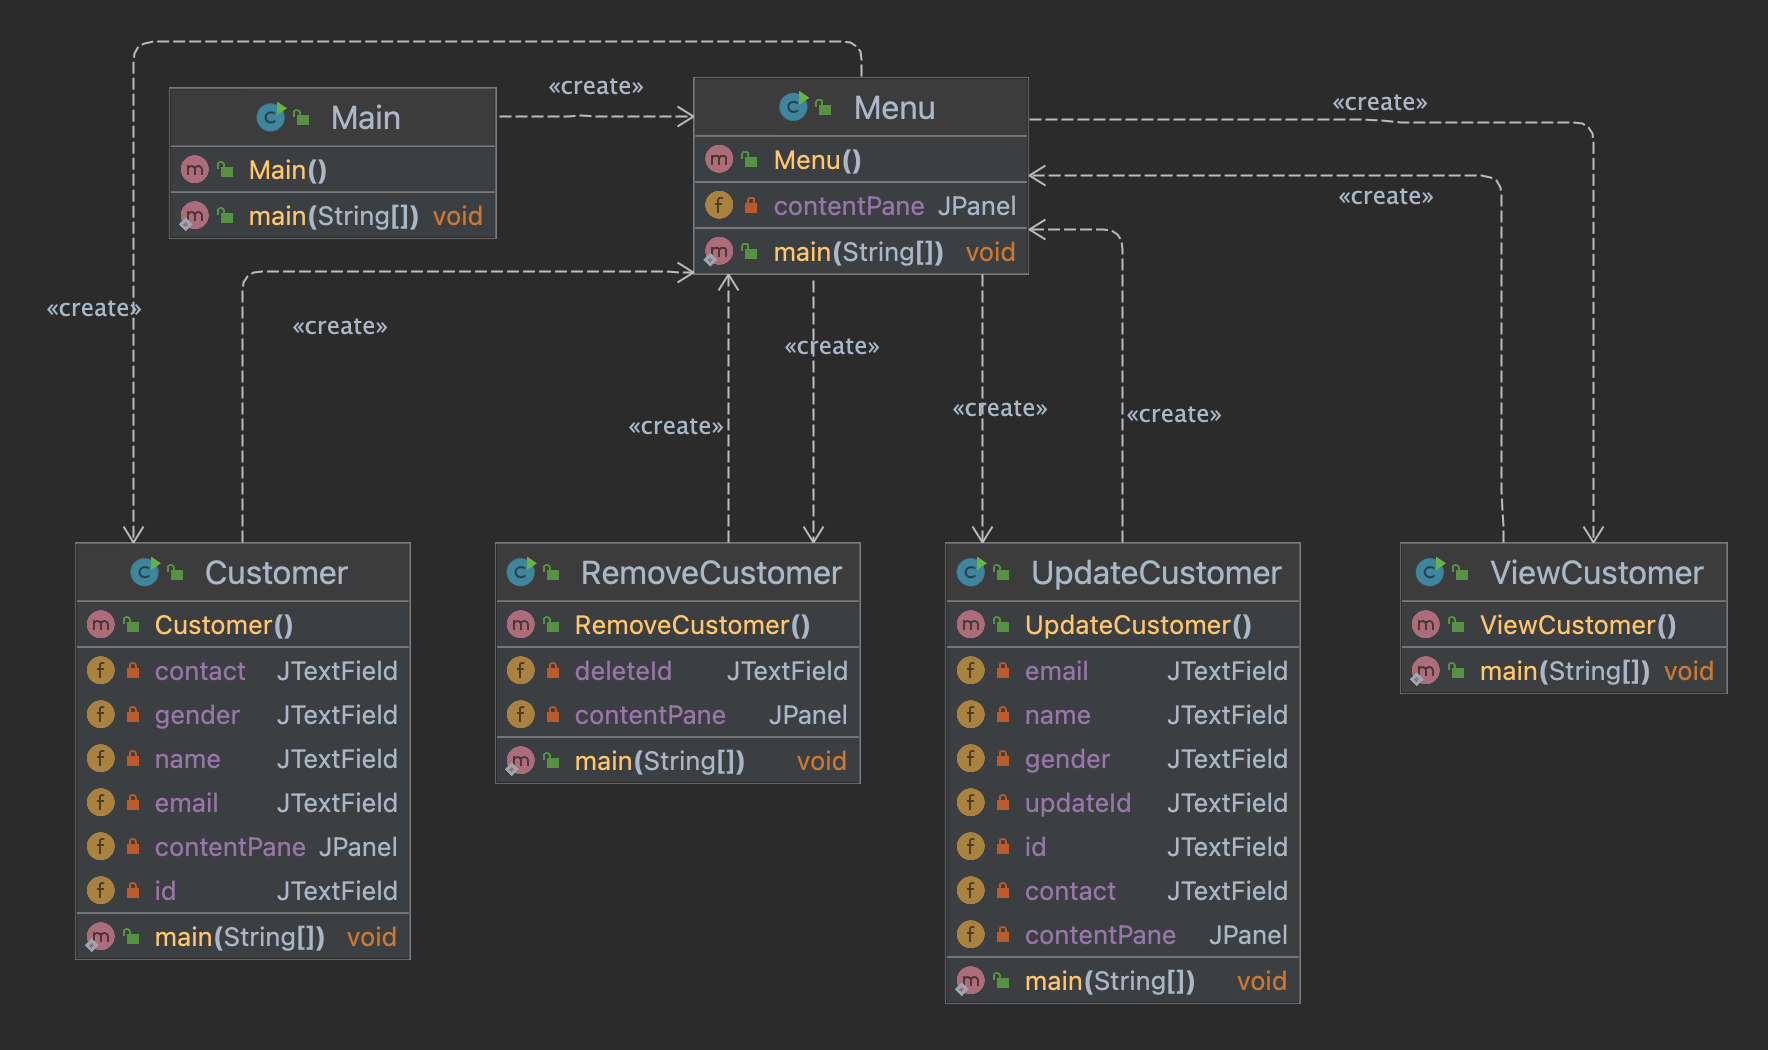 «create»
Main
Main()
main(String[]) void
Menu
Menu()
contentPane JPanel
main(String[]) void
«create»
«create»
«create»
«create»
«create»
«create»
«create»
«create»
Customer
Customer()
contact JTextField
gender JTextField
name JTextField
email JTextField
contentPane JPanel
id JTextField
main(String[]) void
RemoveCustomer
RemoveCustomer()
deleteId JTextField
contentPane JPanel
main(String[]) void
UpdateCustomer
UpdateCustomer()
email JTextField
name JTextField
gender JTextField
updateId JTextField
id JTextField
contact JTextField
contentPane JPanel
main(String[]) void
ViewCustomer
ViewCustomer()
main(String[]) void